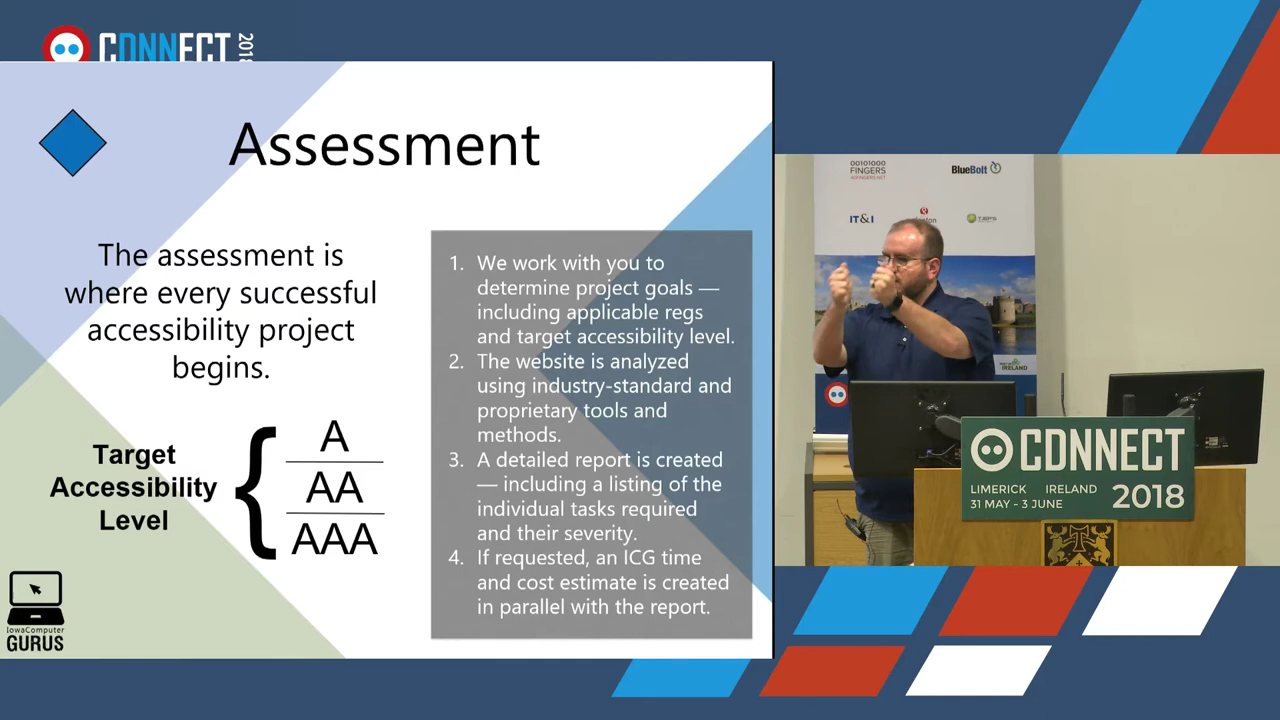 CDNNECT 2018
Assessment
The assessment is
where every successful
accessibility project
begins.
Target
Accessibility
Level
A
AA
AAA
1. We work with you to
determine project goals —
including applicable regs
and target accessibility level.
2. The website is analyzed
using industry-standard and
proprietary tools and
methods.
3. A detailed report is created
— including a listing of the
individual tasks required
and their severity.
4. If requested, an ICG time
and cost estimate is created
in parallel with the report.
IowaComputer
GURUS
00101000
FINGERS
BlueBolt
IT&I
IRELAND
CDNNECT
LIMERICK IRELAND
31 MAY - 3 JUNE
2018